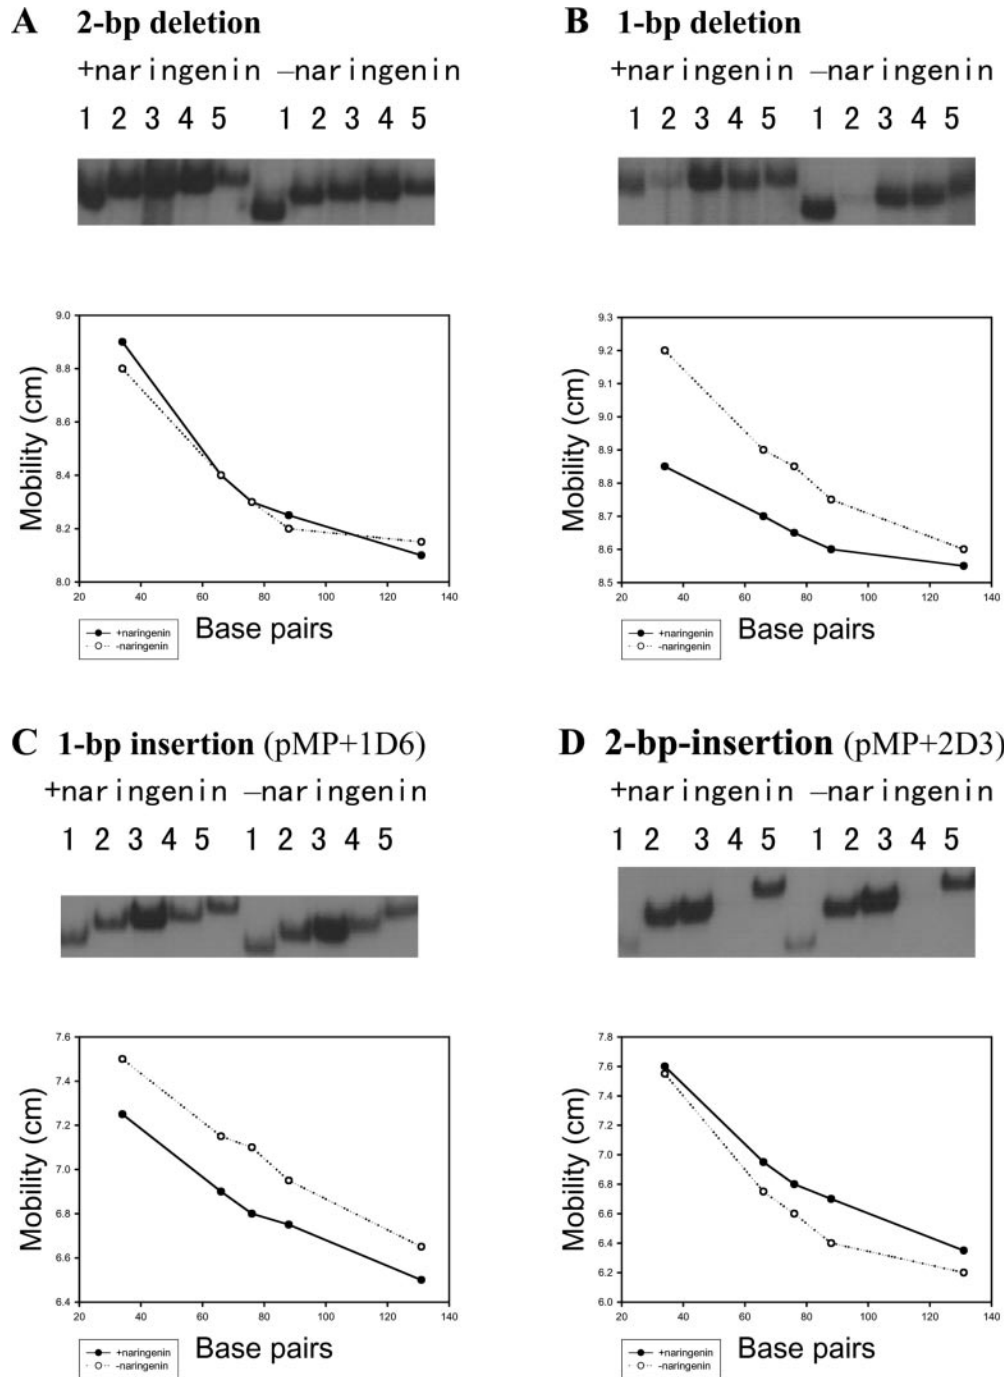 A 2-bp deletion
+naringenin –naringenin
1 2 3 4 5 1 2 3 4 5
Mobility (cm)
9.0
8.8
8.6
8.4
8.2
8.0
20 40 60 80 100 120 140
Base pairs
+naringenin
-naringenin
B 1-bp deletion
+naringenin –naringenin
1 2 3 4 5 1 2 3 4 5
Mobility (cm)
9.3
9.2
9.1
9.0
8.9
8.8
8.7
8.6
8.5
20 40 60 80 100 120 140
Base pairs
+naringenin
-naringenin
C 1-bp insertion (pMP+1D6)
+naringenin –naringenin
1 2 3 4 5 1 2 3 4 5
Mobility (cm)
7.6
7.4
7.2
7.0
6.8
6.6
6.4
20 40 60 80 100 120 140
Base pairs
+naringenin
-naringenin
D 2-bp-insertion (pMP+2D3)
+naringenin –naringenin
1 2 3 4 5 1 2 3 4 5
Mobility (cm)
7.8
7.6
7.4
7.2
7.0
6.8
6.6
6.4
6.2
6.0
20 40 60 80 100 120 140
Base pairs
+naringenin
-naringenin